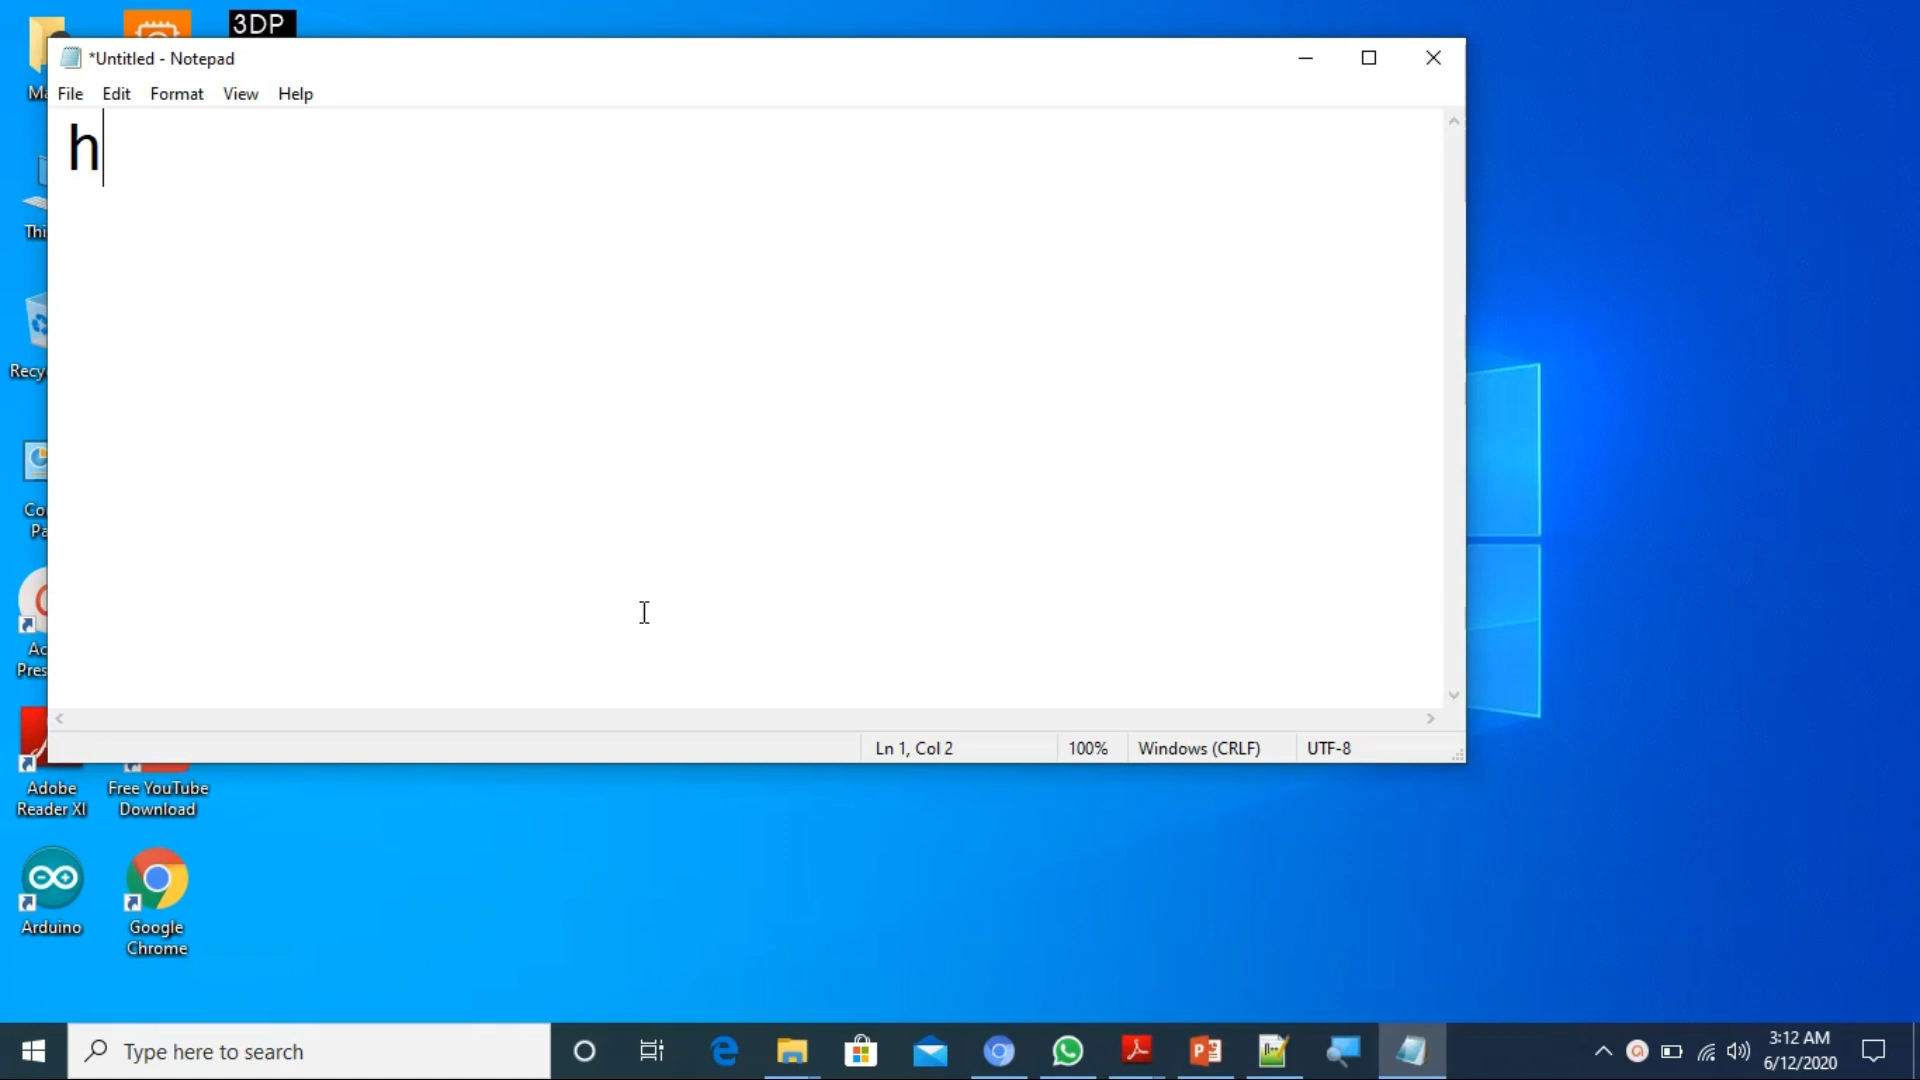 3DP
*Untitled - Notepad
File Edit Format View Help
h
Ln 1, Col 2 100% Windows (CRLF) UTF-8
Adobe
Reader XI
Free YouTube
Download
Arduino
Google
Chrome
Type here to search
3:12 AM
6/12/2020